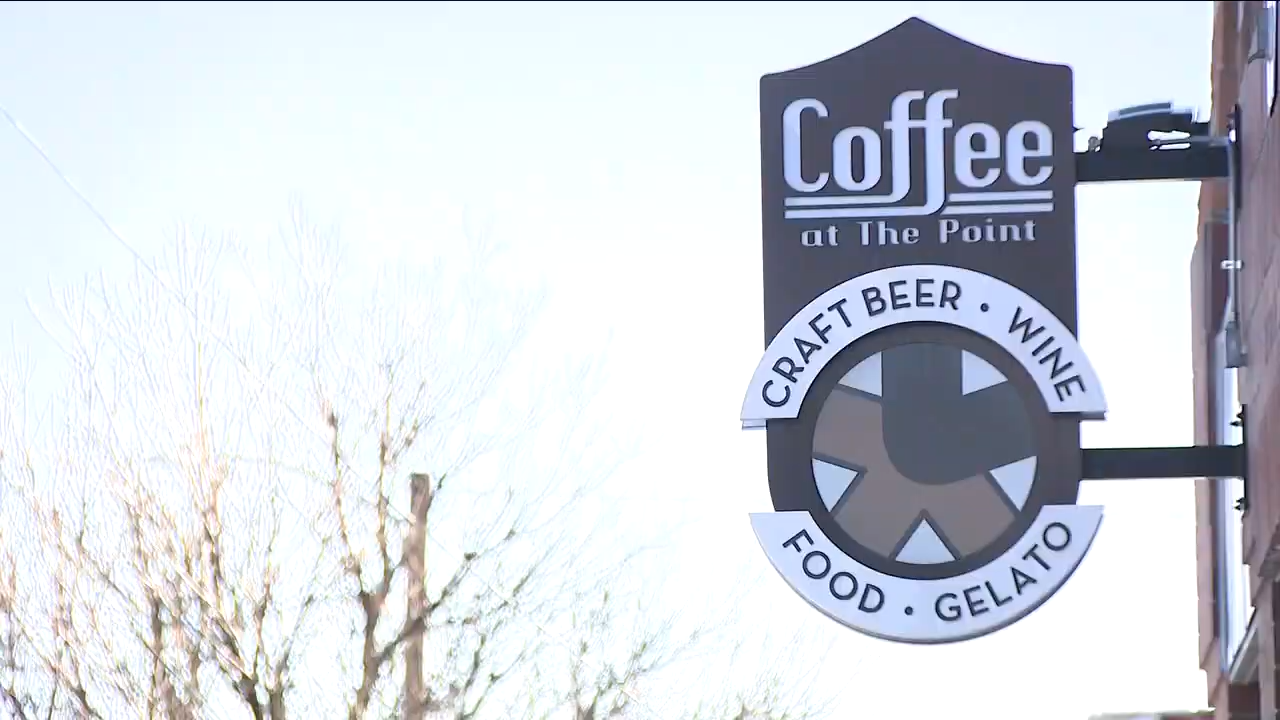 Coffee
at The Point
CRAFT BEER • WINE
FOOD • GELATO